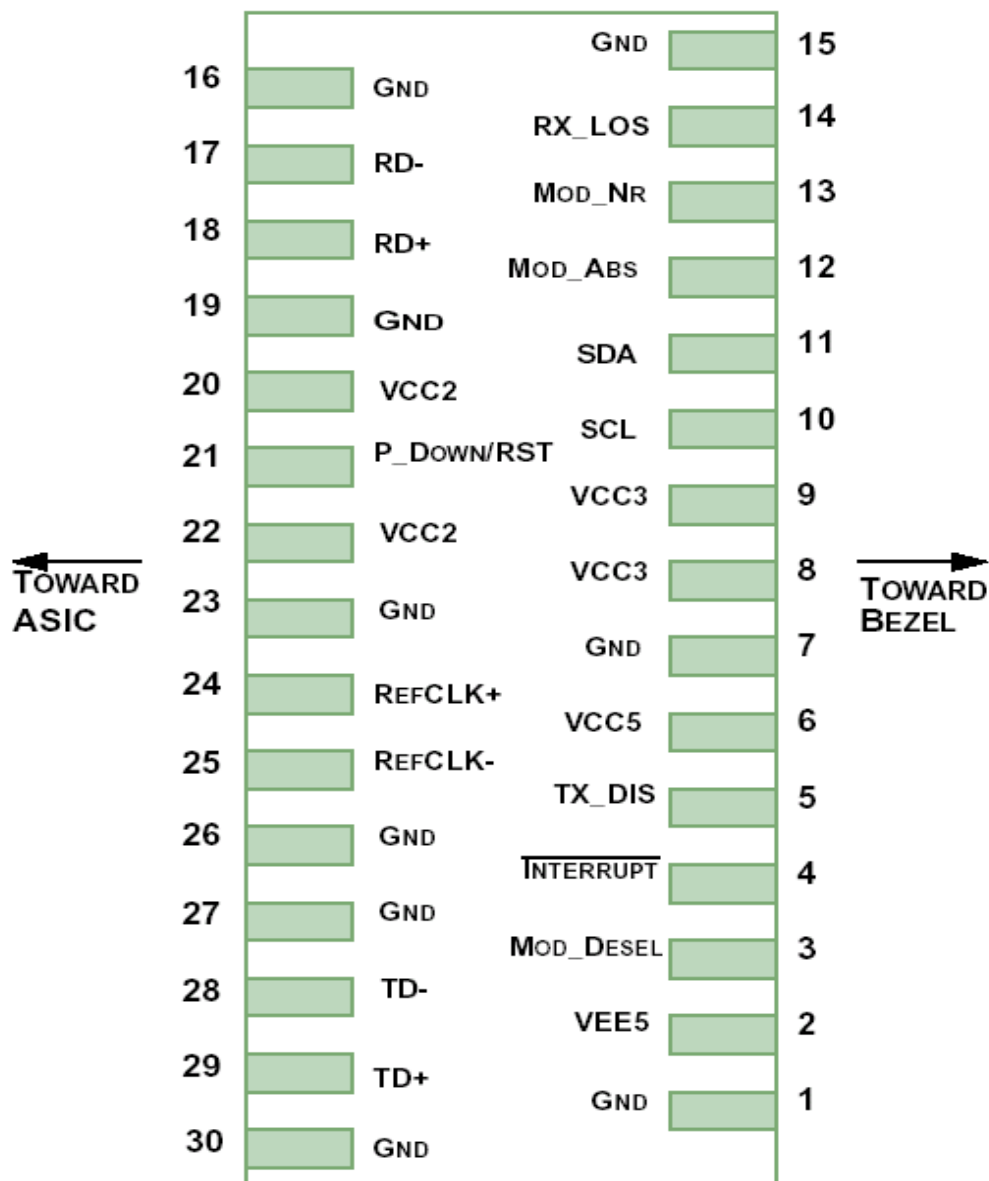 GND 15
16 GND
RX_LOS 14
17 RD-
MOD_NR 13
18 RD+
MOD_ABS 12
19 GND
SDA 11
20 VCC2
SCL 10
21 P_DOWN/RST
VCC3 9
22 VCC2
VCC3 8
TOWARD
ASIC
TOWARD
BEZEL
23 GND
GND 7
24 REFCLK+
VCC5 6
25 REFCLK-
TX_DIS 5
26 GND
INTERRUPT 4
27 GND
MOD_DESEL 3
28 TD-
VEE5 2
29 TD+
GND 1
30 GND